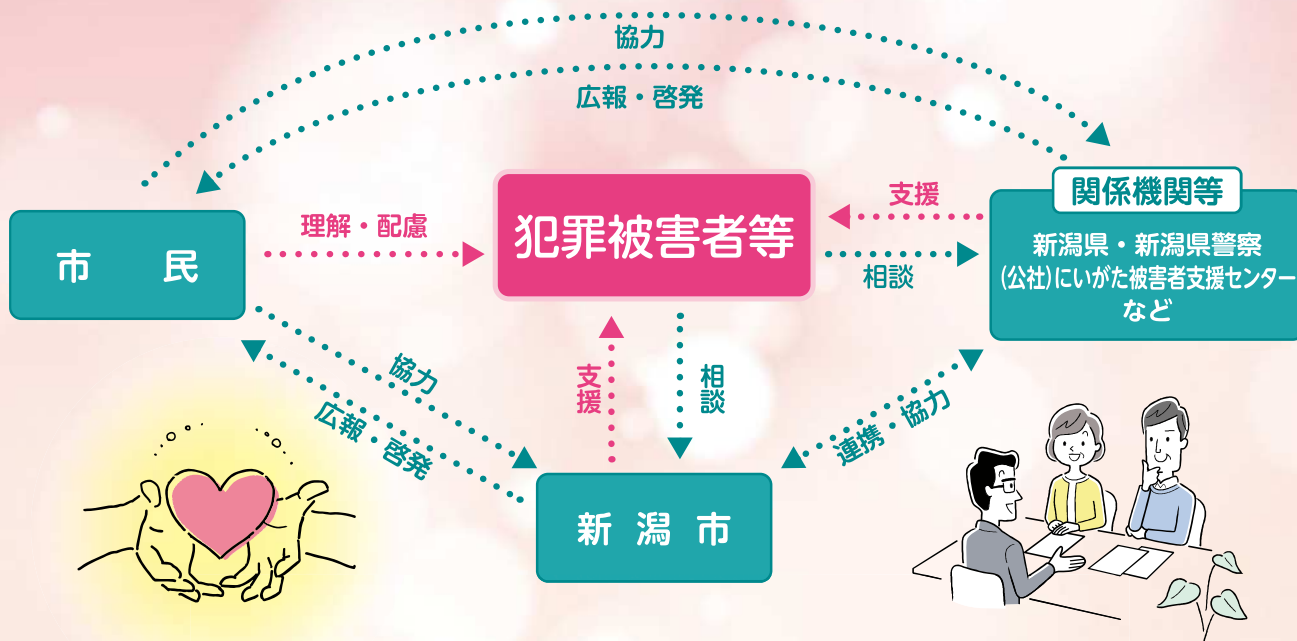 協力
広報・啓発
関係機関等
新潟県・新潟県警察
(公社)にいがた被害者支援センター
など
犯罪被害者等
支援
相談
理解・配慮
市 民
協力
広報・啓発
支援
相談
連携・協力
新 潟 市